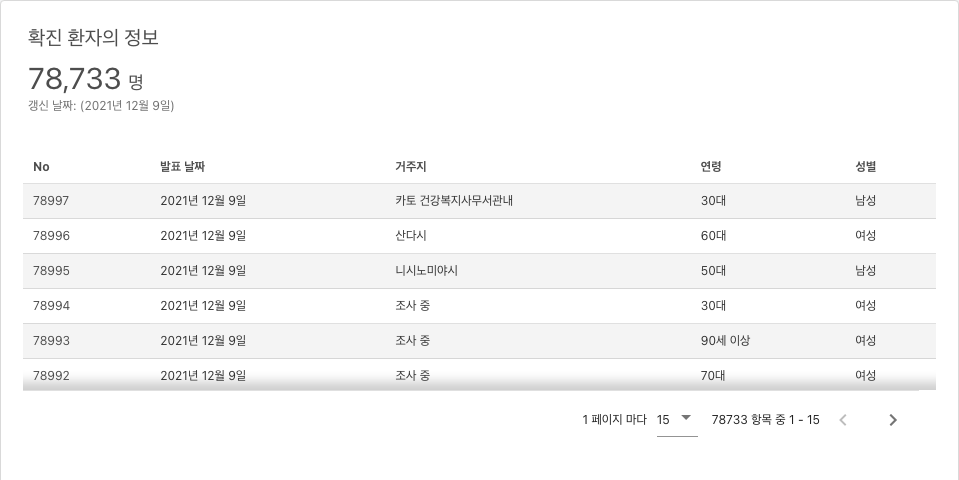 확진 환자의 정보
78,733 명
갱신 날짜: (2021년 12월 9일)
No 발표 날짜 거주지 연령 성별
78997 2021년 12월 9일 카토 건강복지사무서관내 30대 남성
78996 2021년 12월 9일 산다시 60대 여성
78995 2021년 12월 9일 니시노미야시 50대 남성
78994 2021년 12월 9일 조사 중 30대 여성
78993 2021년 12월 9일 조사 중 90세 이상 여성
78992 2021년 12월 9일 조사 중 70대 여성
1 페이지 마다 15 78733 항목 중 1 - 15